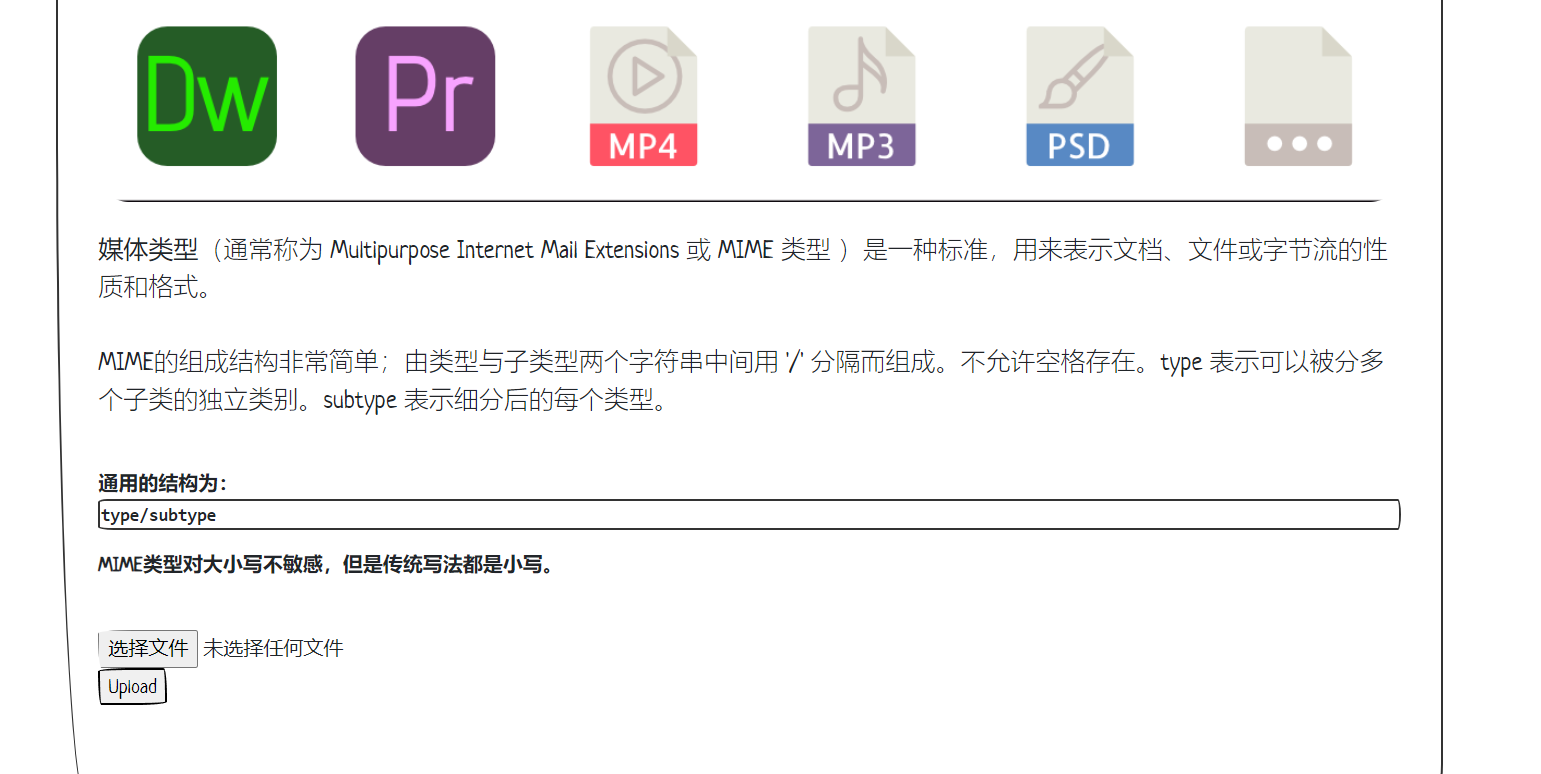 Dw Pr MP4 MP3 PSD
媒体类型（通常称为 Multipurpose Internet Mail Extensions 或 MIME 类型 ）是一种标准，用来表示文档、文件或字节流的性
质和格式。
MIME的组成结构非常简单；由类型与子类型两个字符串中间用 '/' 分隔而组成。不允许空格存在。type 表示可以被分多
个子类的独立类别。subtype 表示细分后的每个类型。
通用的结构为：
type/subtype
MIME类型对大小写不敏感，但是传统写法都是小写。
选择文件 未选择任何文件
Upload